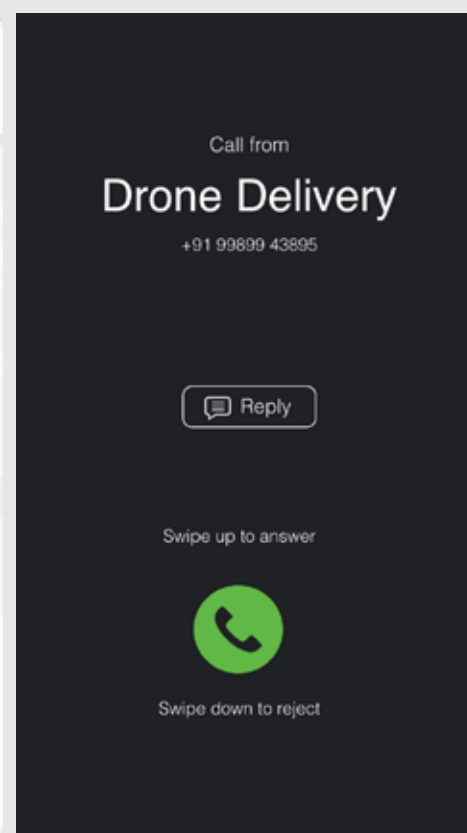 Call from
Drone Delivery
+91 99899 43895
Reply
Swipe up to answer
Swipe down to reject